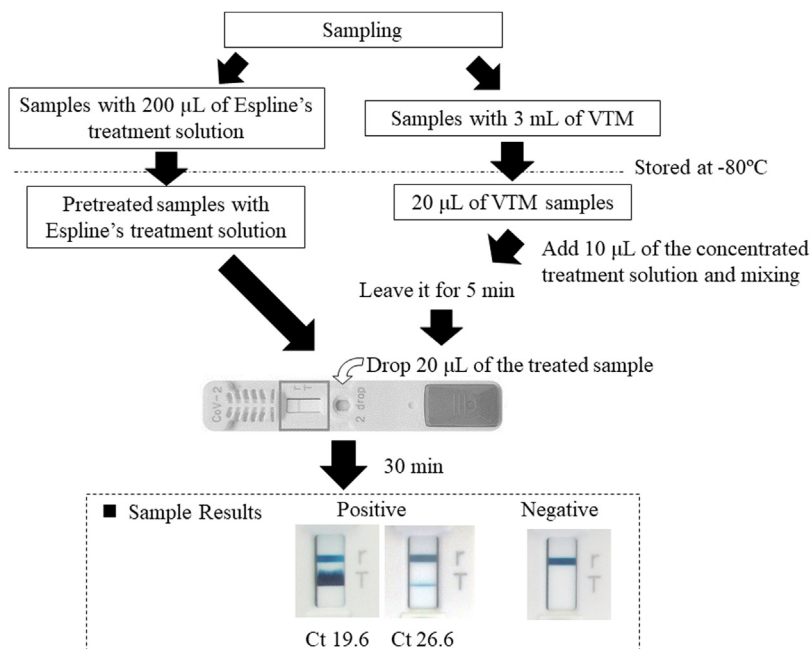 Sampling
Samples with 200 μL of Espline's
treatment solution
Samples with 3 mL of VTM
Stored at -80ºC
Pretreated samples with
Espline's treatment solution
20 μL of VTM samples
Add 10 μL of the concentrated
treatment solution and mixing
Leave it for 5 min
Drop 20 μL of the treated sample
CoV-2
r
T
2 drop
30 min
■ Sample Results
Positive
Negative
r
T
r
T
r
T
Ct 19.6
Ct 26.6